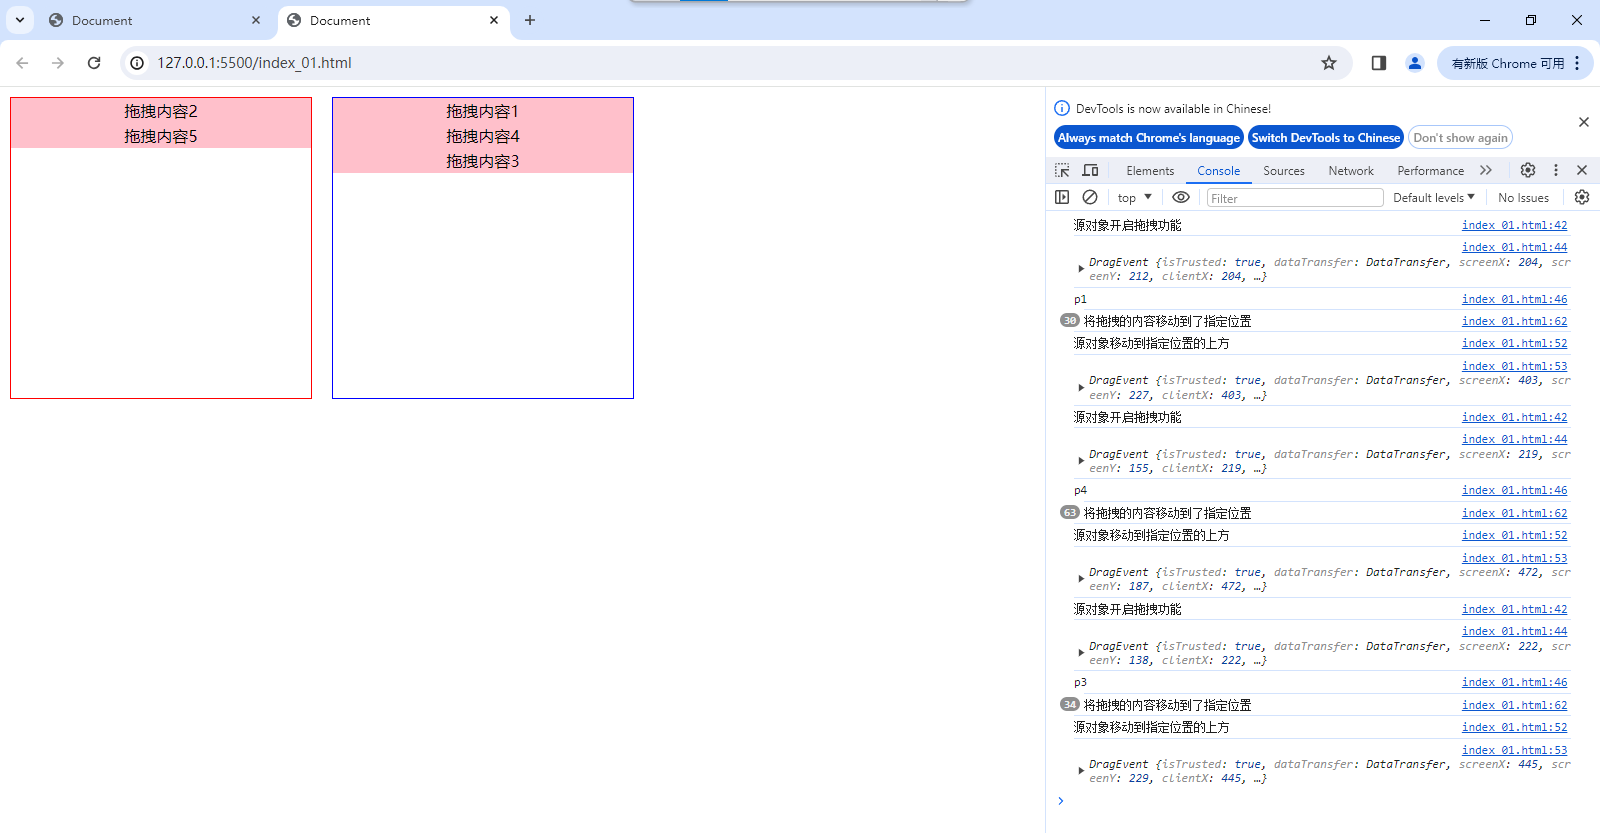 Document
Document
127.0.0.1:5500/index_01.html
有新版 Chrome 可用
拖拽内容2
拖拽内容5
拖拽内容1
拖拽内容4
拖拽内容3
DevTools is now available in Chinese!
Always match Chrome's language
Switch DevTools to Chinese
Don't show again
Elements
Console
Sources
Network
Performance
top
Filter
Default levels
No Issues
源对象开启拖拽功能 index_01.html:42
index_01.html:44
DragEvent {isTrusted: true, dataTransfer: DataTransfer, screenX: 204, scr
eenY: 212, clientX: 204, …}
p1 index_01.html:46
30 将拖拽的内容移动到了指定位置 index_01.html:62
源对象移动到指定位置的上方 index_01.html:52
index_01.html:53
DragEvent {isTrusted: true, dataTransfer: DataTransfer, screenX: 403, scr
eenY: 227, clientX: 403, …}
源对象开启拖拽功能 index_01.html:42
index_01.html:44
DragEvent {isTrusted: true, dataTransfer: DataTransfer, screenX: 219, scr
eenY: 155, clientX: 219, …}
p4 index_01.html:46
63 将拖拽的内容移动到了指定位置 index_01.html:62
源对象移动到指定位置的上方 index_01.html:52
index_01.html:53
DragEvent {isTrusted: true, dataTransfer: DataTransfer, screenX: 472, scr
eenY: 187, clientX: 472, …}
源对象开启拖拽功能 index_01.html:42
index_01.html:44
DragEvent {isTrusted: true, dataTransfer: DataTransfer, screenX: 222, scr
eenY: 138, clientX: 222, …}
p3 index_01.html:46
34 将拖拽的内容移动到了指定位置 index_01.html:62
源对象移动到指定位置的上方 index_01.html:52
index_01.html:53
DragEvent {isTrusted: true, dataTransfer: DataTransfer, screenX: 445, scr
eenY: 229, clientX: 445, …}